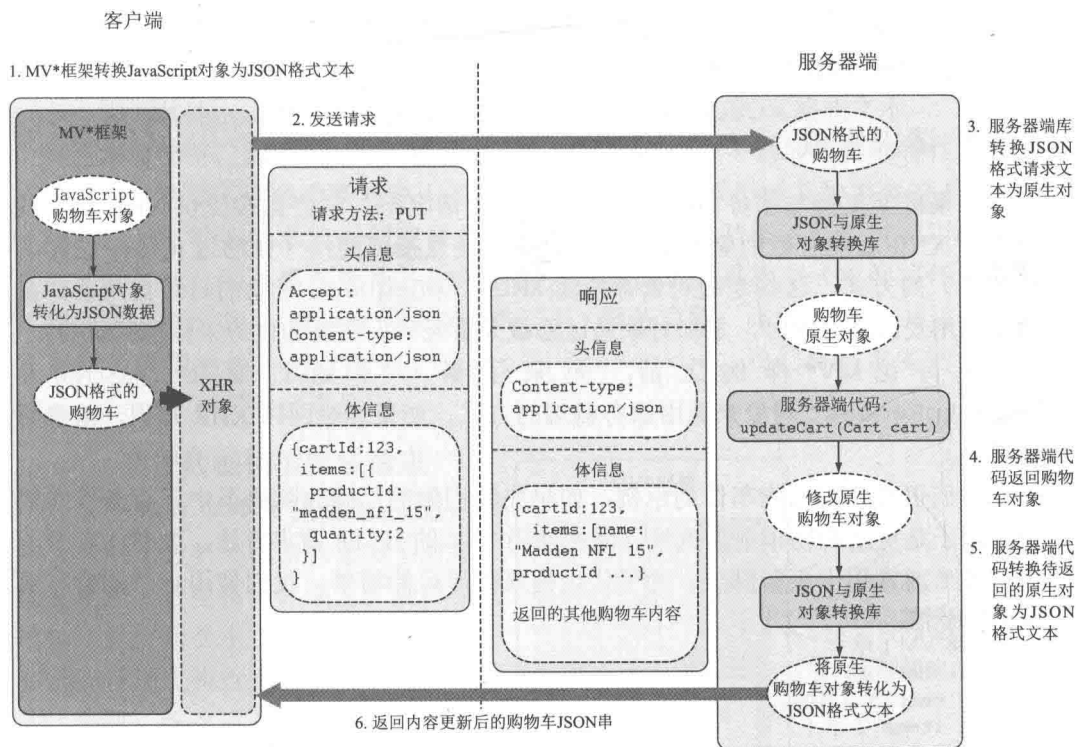 客户端
1. MV*框架转换JavaScript对象为JSON格式文本
MV*框架
JavaScript
购物车对象
JavaScript对象
转化为JSON数据
JSON格式的
购物车
XHR
对象
2. 发送请求
请求
请求方法：PUT
头信息
Accept:
application/json
Content-type:
application/json
体信息
{cartId:123,
items:[{
productId:
"madden_nfl_15",
quantity:2
}]
}
响应
头信息
Content-type:
application/json
体信息
{cartId:123,
items:[name:
"Madden NFL 15",
productId ...}
返回的其他购物车内容
服务器端
JSON格式的
购物车
JSON与原生
对象转换库
购物车
原生对象
服务器端代码：
updateCart(Cart cart)
修改原生
购物车对象
JSON与原生
对象转换库
将原生
购物车对象转化为
JSON格式文本
3. 服务器端库
转换JSON
格式请求文
本为原生对
象
4. 服务器端代
码返回购物
车对象
5. 服务器端代
码转换待返
回的原生对
象为JSON
格式文本
6. 返回内容更新后的购物车JSON串